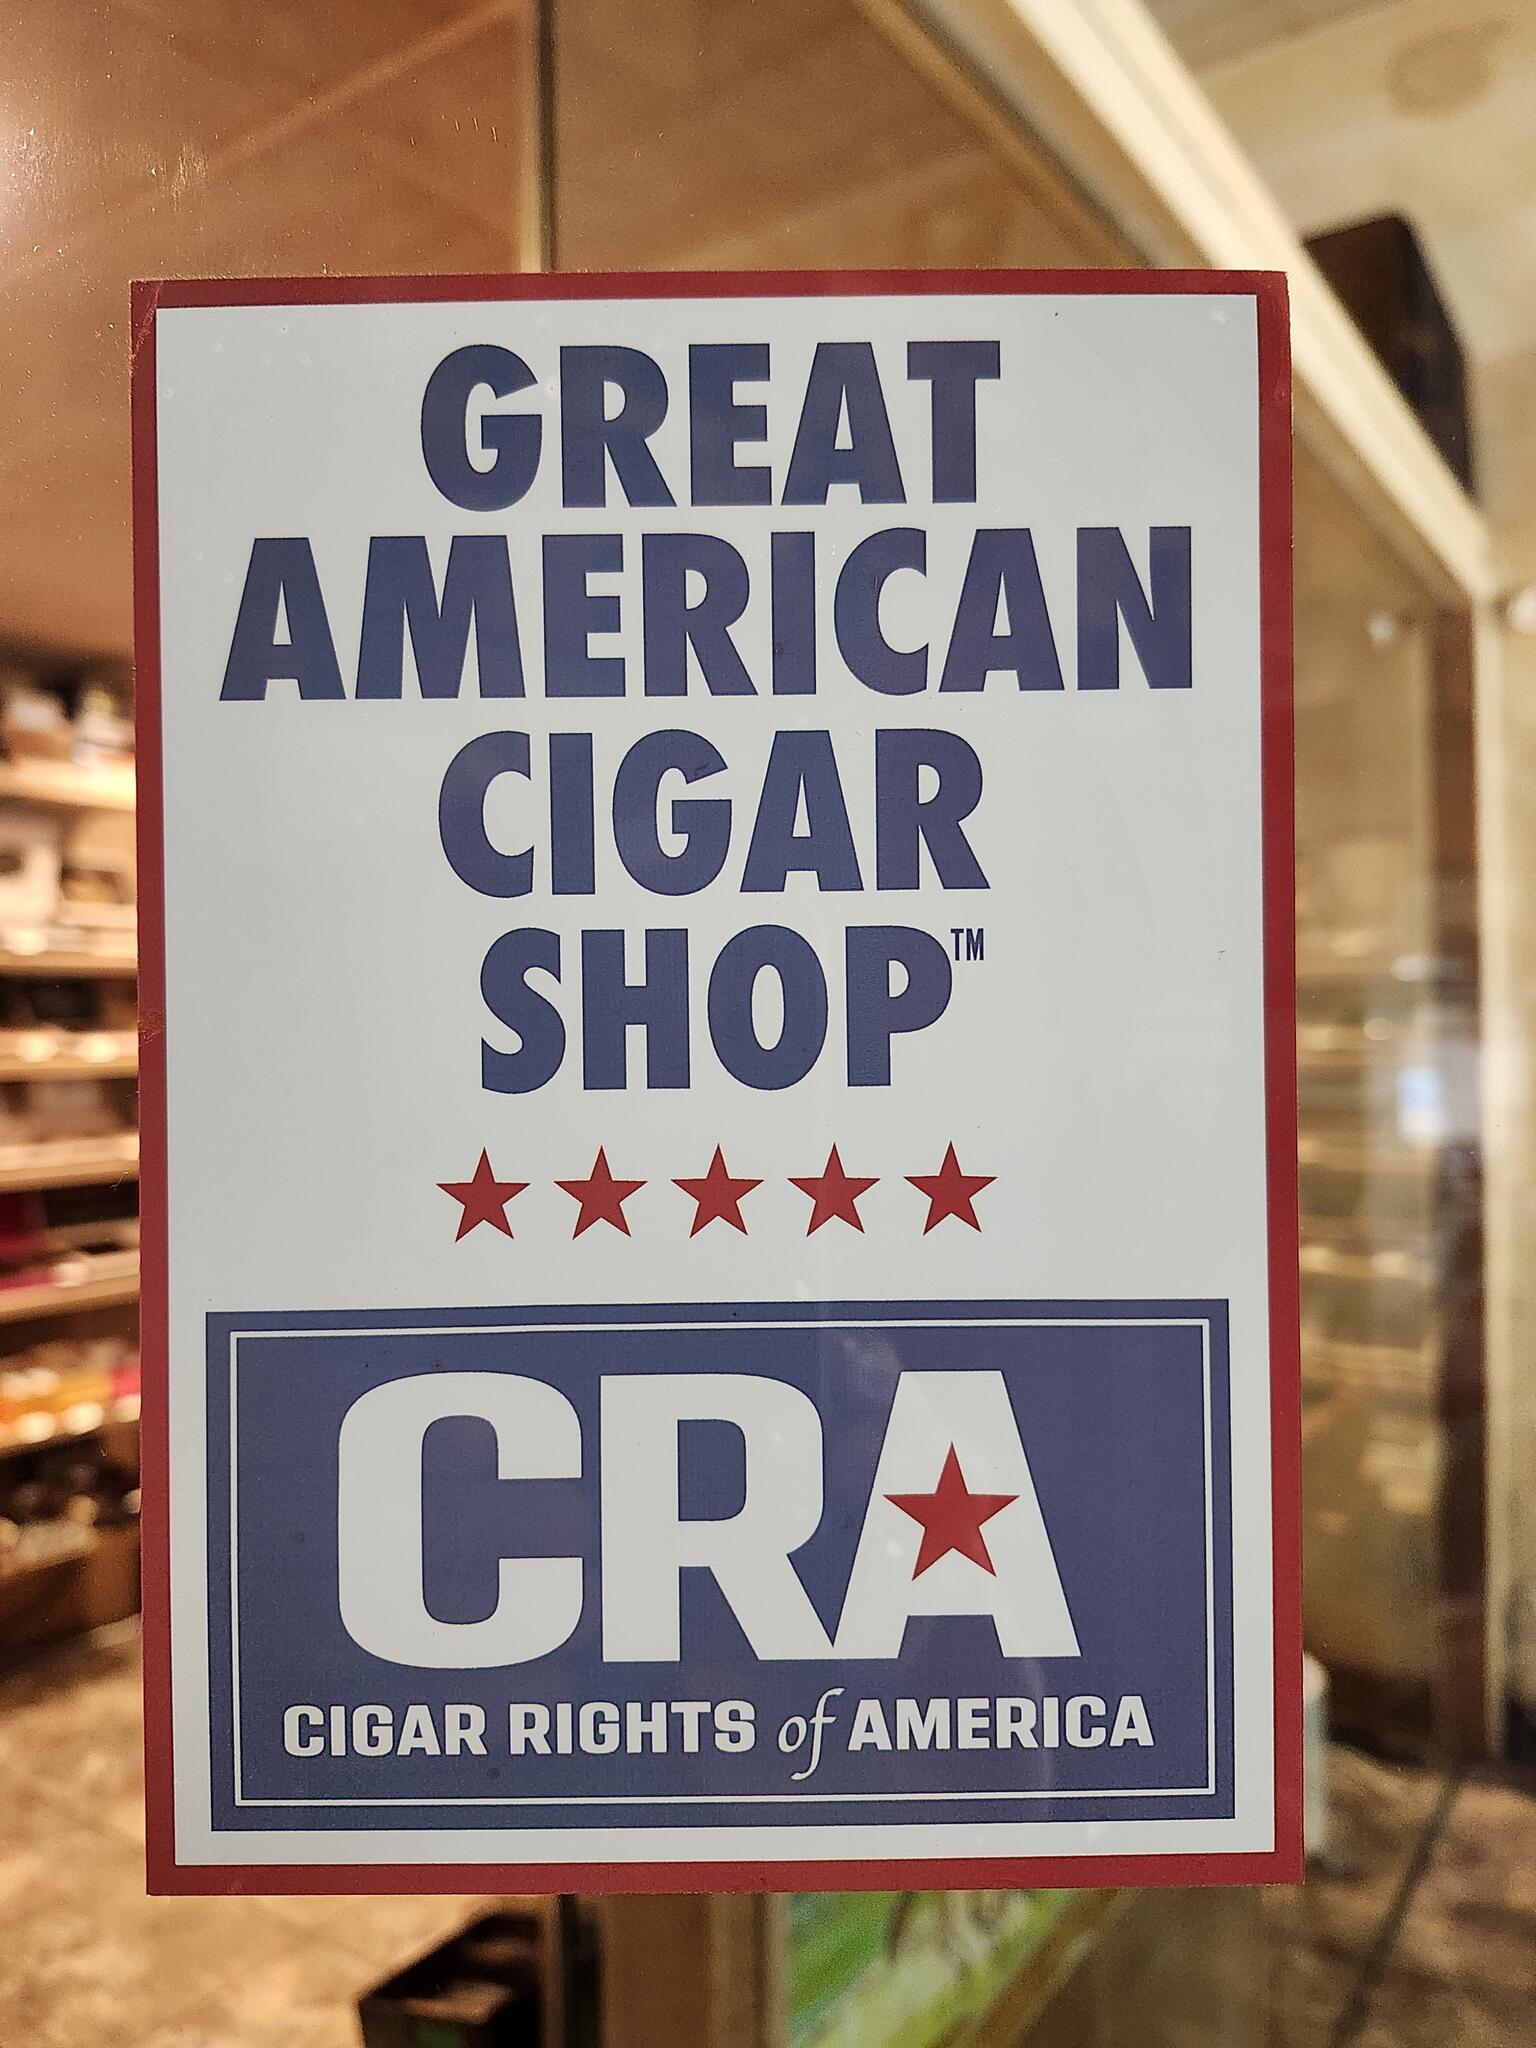 GREAT
AMERICAN
CIGAR
SHOP™
CRA
CIGAR RIGHTS of AMERICA